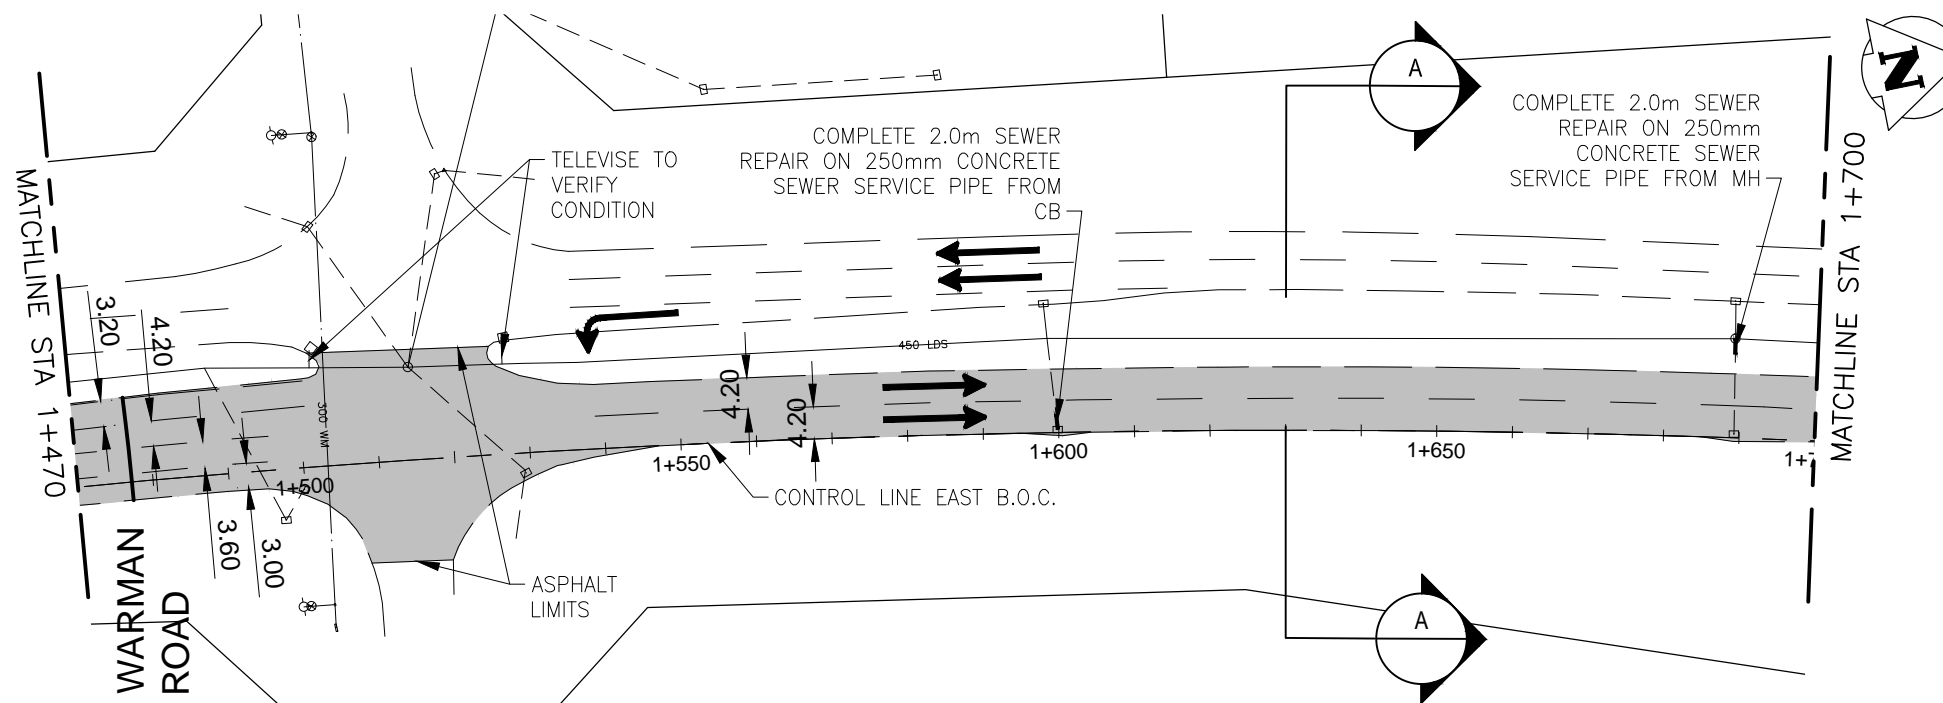 A
N
COMPLETE 2.0m SEWER
REPAIR ON 250mm
CONCRETE SEWER
SERVICE PIPE FROM MH
COMPLETE 2.0m SEWER
REPAIR ON 250mm CONCRETE
SEWER SERVICE PIPE FROM
CB
TELEVISE TO
VERIFY
CONDITION
MATCHLINE STA 1+470
MATCHLINE STA 1+700
3.20
4.20
450 LDS
4.20
4.20
300 WM
1+500
1+550
1+600
1+650
CONTROL LINE EAST B.O.C.
3.60
3.00
ASPHALT
LIMITS
WARMAN
ROAD
A